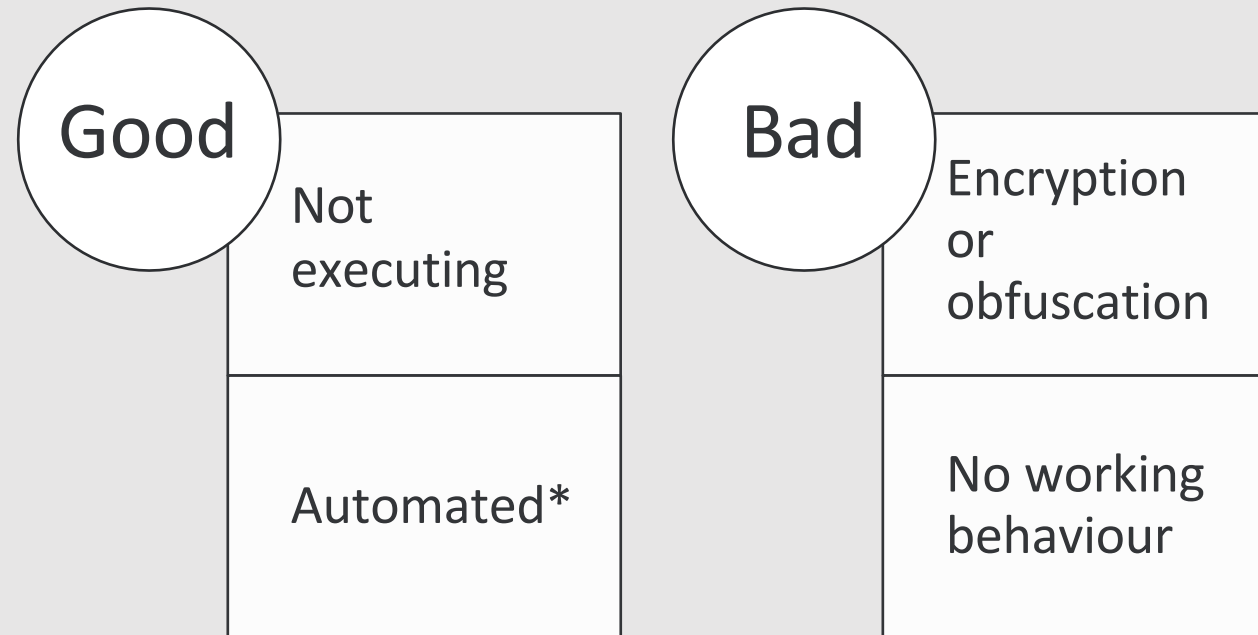 Good
Not
executing
Automated*
Bad
Encryption
or
obfuscation
No working
behaviour